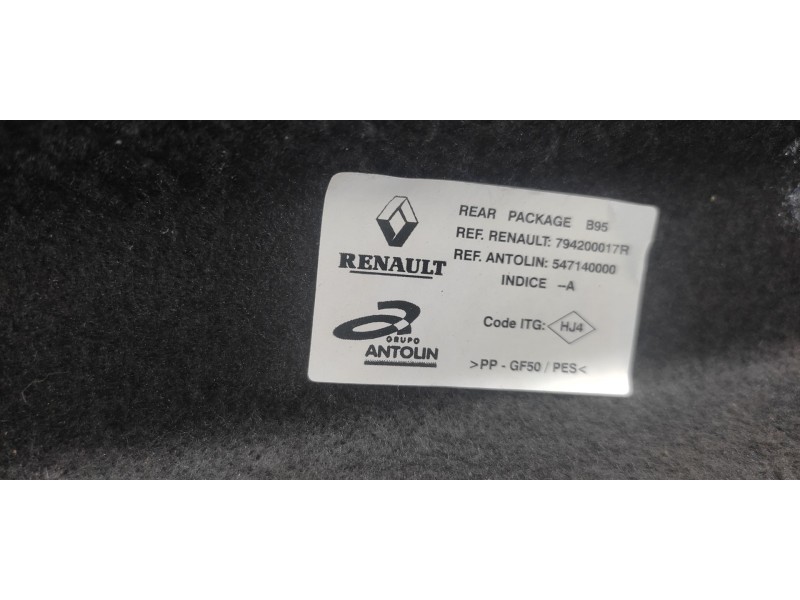 RENAULT
GRUPO
ANTOLIN
REAR PACKAGE B95
REF. RENAULT: 794200017R
REF. ANTOLIN: 547140000
INDICE -A
Code ITG: HJ4
>PP - GF50 / PES<